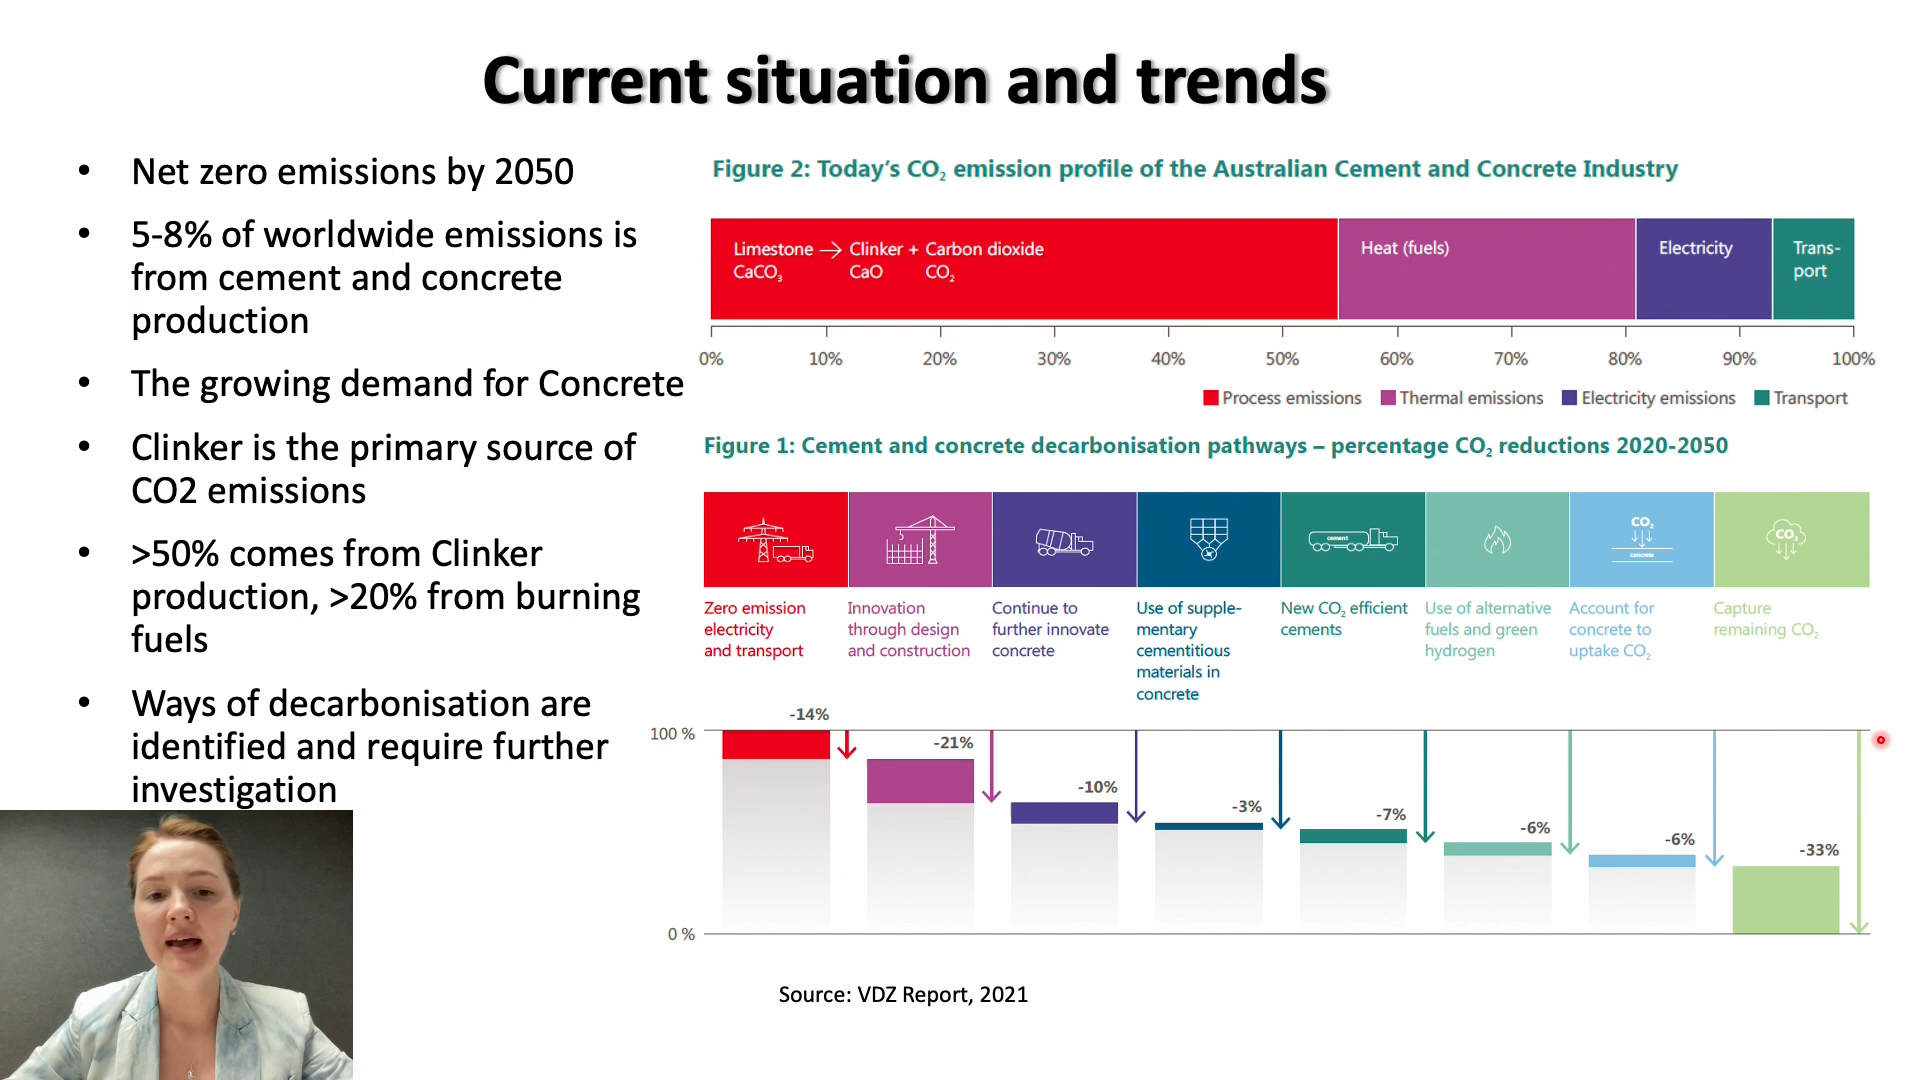 Current situation and trends
• Net zero emissions by 2050
• 5-8% of worldwide emissions is
from cement and concrete
production
• The growing demand for Concrete
• Clinker is the primary source of
CO2 emissions
• >50% comes from Clinker
production, >20% from burning
fuels
• Ways of decarbonisation are
identified and require further
investigation
Figure 2: Today's CO₂ emission profile of the Australian Cement and Concrete Industry
Limestone → Clinker + Carbon dioxide
CaCO₃ CaO CO₂
Heat (fuels)
Electricity
Trans-
port
0% 10% 20% 30% 40% 50% 60% 70% 80% 90% 100%
Process emissions Thermal emissions Electricity emissions Transport
Figure 1: Cement and concrete decarbonisation pathways – percentage CO₂ reductions 2020-2050
cement
CO₂
concrete
CO₂
Zero emission
electricity
and transport
Innovation
through design
and construction
Continue to
further innovate
concrete
Use of supple-
mentary
cementitious
materials in
concrete
New CO₂ efficient
cements
Use of alternative
fuels and green
hydrogen
Account for
concrete to
uptake CO₂
Capture
remaining CO₂
100 %
-14%
-21%
-10%
-3%
-7%
-6%
-6%
-33%
0 %
Source: VDZ Report, 2021